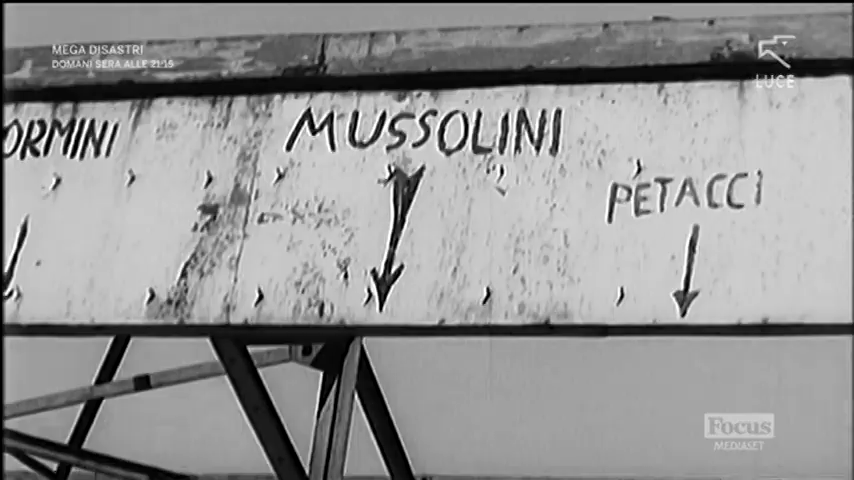 MEGA DISASTRI
DOMANI SERA ALLE 21:15
LUCE
ORMINI
MUSSOLINI
PETACCI
Focus
MEDIASET